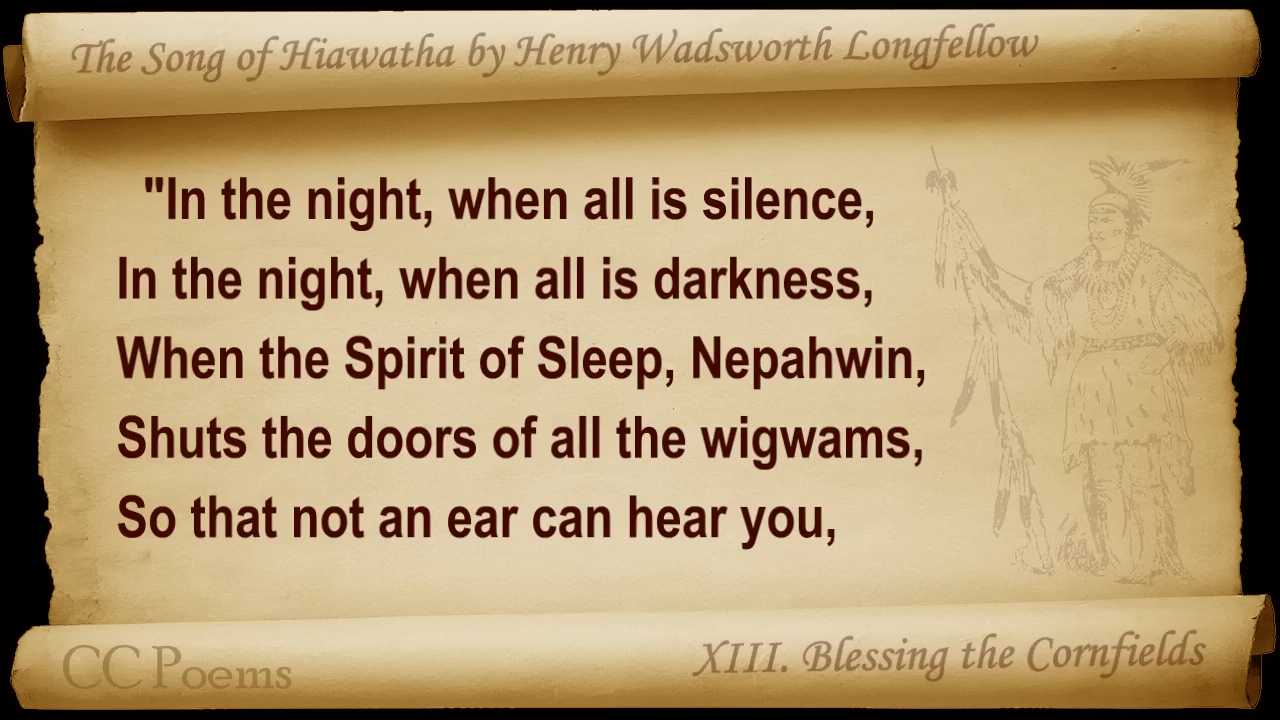 The Song of Hiawatha by Henry Wadsworth Longfellow
"In the night, when all is silence,
In the night, when all is darkness,
When the Spirit of Sleep, Nepahwin,
Shuts the doors of all the wigwams,
So that not an ear can hear you,
CC Poems
XIII. Blessing the Cornfields